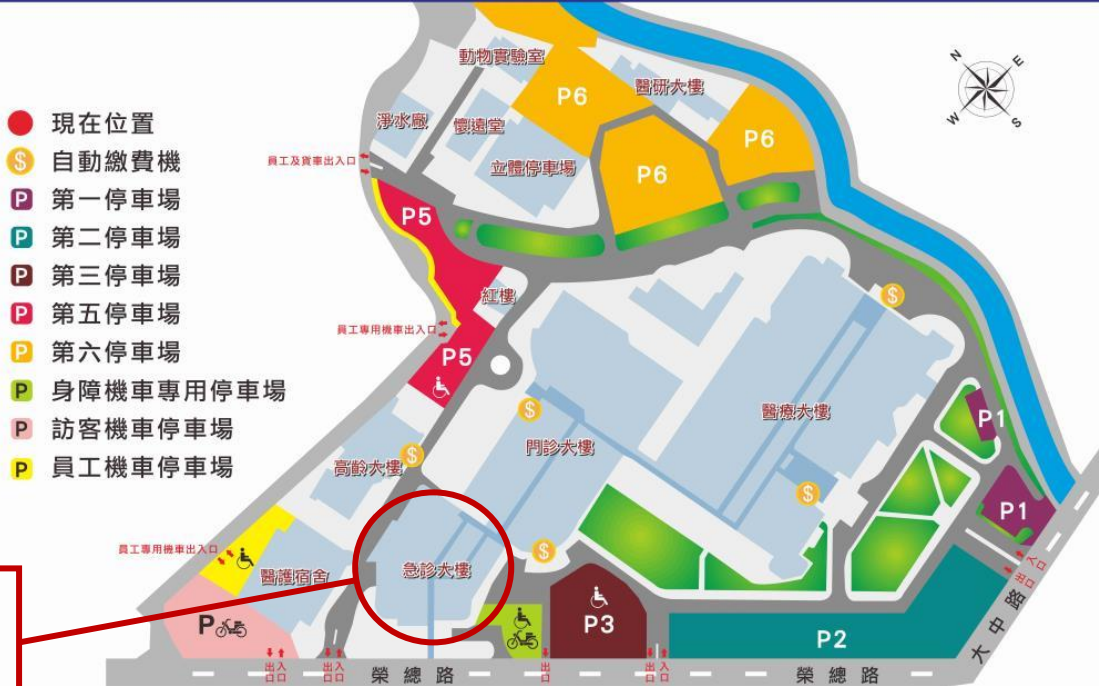 現在位置
$ 自動繳費機
P 第一停車場
P 第二停車場
P 第三停車場
P 第五停車場
P 第六停車場
P 身障機車專用停車場
P 訪客機車停車場
P 員工機車停車場
N
E
W
S
動物實驗室
P6
醫研大樓
淨水廠
懷遠堂
P6
員工及貨車出入口
立體停車場
P6
P5
紅樓
$
員工專用機車出入口
P5
$
醫療大樓
P1
門診大樓
高齡大樓
$
$
P1
員工專用機車出入口
$
醫護宿舍
急診大樓
出口
入口
P
P3
P2
大中路
出口
入口
出口
入口
榮總路
出口
出口
入口
榮總路